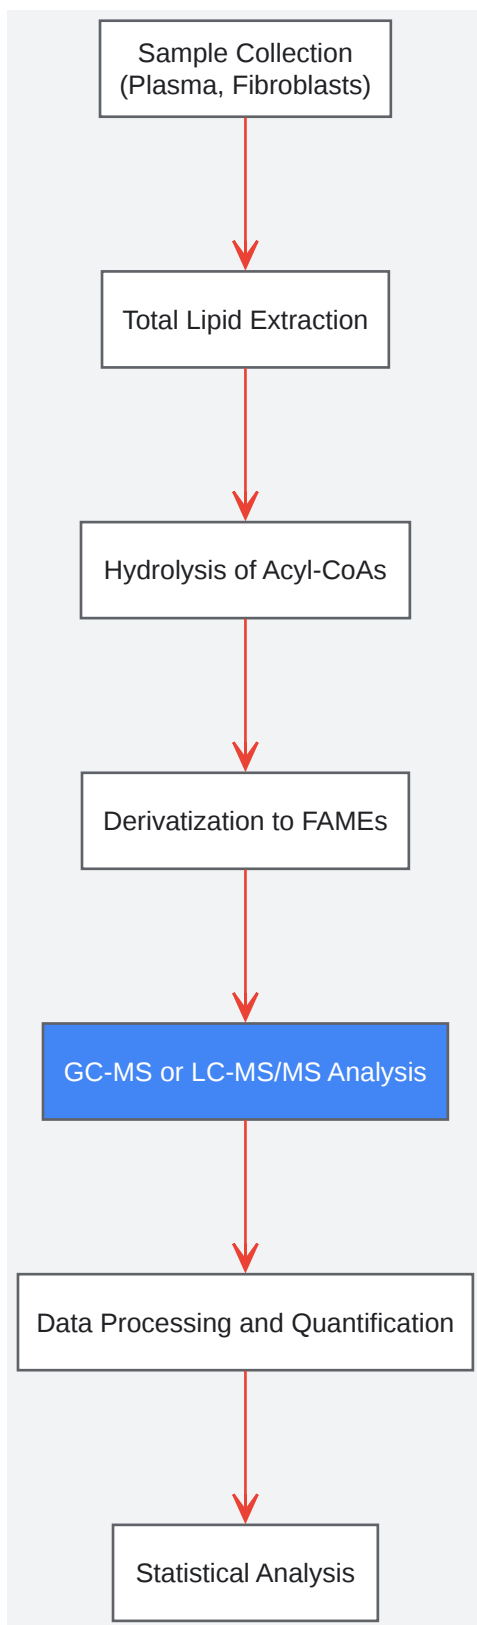 Sample Collection
(Plasma, Fibroblasts)
Total Lipid Extraction
Hydrolysis of Acyl-CoAs
Derivatization to FAMEs
GC-MS or LC-MS/MS Analysis
Data Processing and Quantification
Statistical Analysis